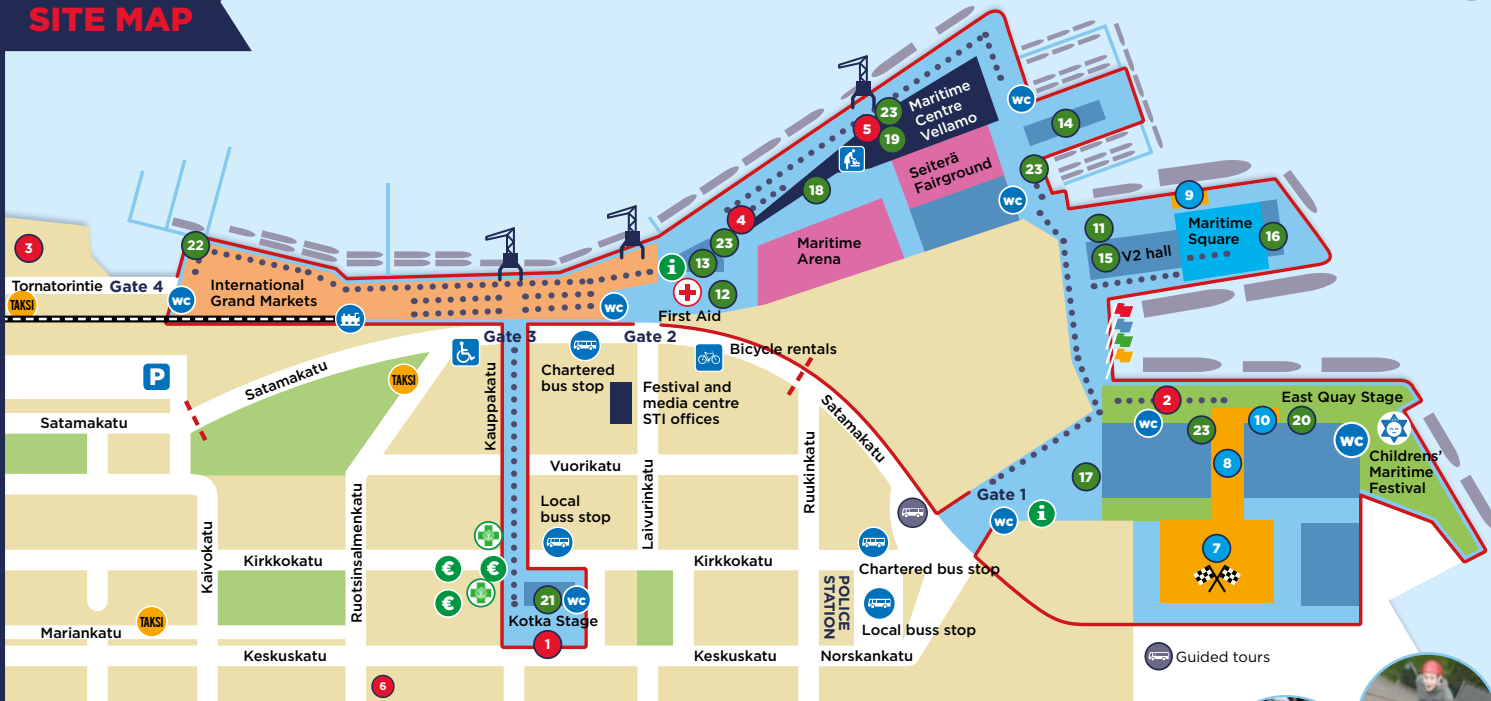 SITE MAP
3
Tornatorintie
Gate 4
TAKSI
22
WC
International
Grand Markets
WC
i
13
23
4
12
First Aid
18
5
23
19
Maritime
Centre
Vellamo
Seiterä
Fairground
Maritime
Arena
WC
14
23
WC
9
11
15
V2 hall
Maritime
Square
16
Gate 3
Gate 2
Bicycle rentals
P
Satamakatu
TAKSI
Chartered
bus stop
Festival and
media centre
STI offices
Kauppakatu
Satamakatu
Satamakatu
Vuorikatu
Laivurinkatu
Ruukinkatu
Local
buss stop
Ruotsinsalmenkatu
Kaivokatu
Kirkkokatu
Kirkkokatu
€
€
€
21
WC
Kotka Stage
1
Mariankatu
TAKSI
Keskuskatu
Keskuskatu
Norskankatu
6
POLICE
STATION
Chartered bus stop
Local buss stop
Gate 1
WC
i
17
2
East Quay Stage
WC
23
10
20
WC
Childrens'
Maritime
Festival
8
7
Guided tours